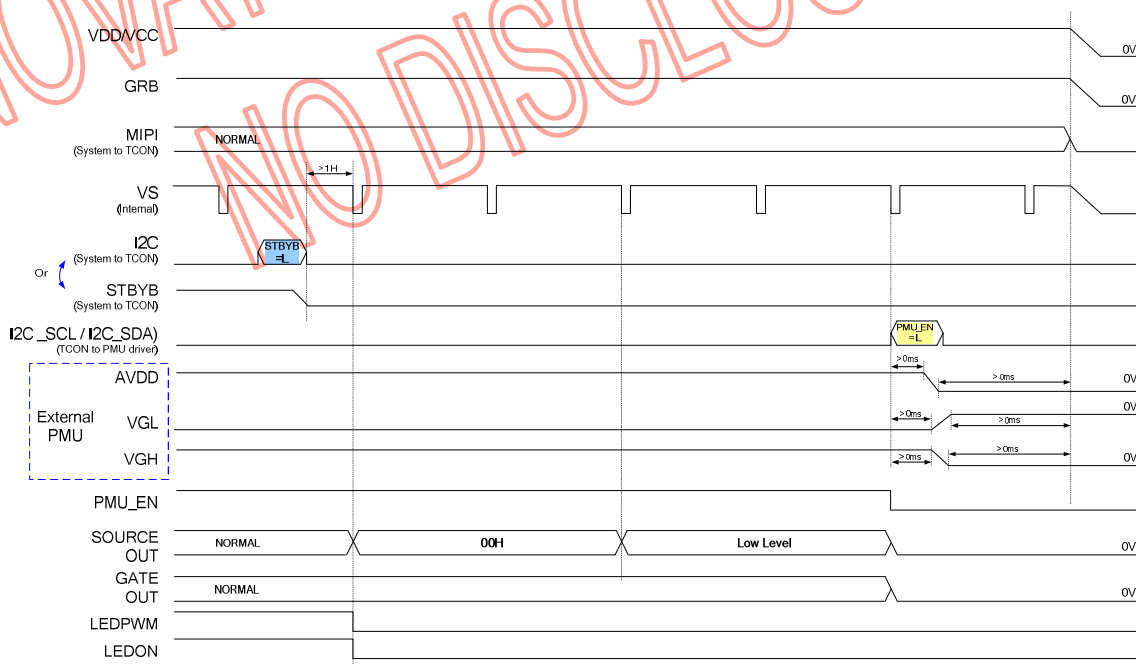 VDD/VCC
0V
GRB
0V
MIPI
(System to TCON)
NORMAL
>1H
VS
(Internal)
I2C
(System to TCON)
STBYB
=L
Or
STBYB
(System to TCON)
I2C _SCL / I2C_SDA)
(TCON to PMU driver)
PMU_EN
=L
>0ms
AVDD
>0ms
0V
External
PMU
VGL
>0ms
>0ms
0V
VGH
>0ms
>0ms
0V
PMU_EN
SOURCE
OUT
NORMAL
00H
Low Level
0V
GATE
OUT
NORMAL
0V
LEDPWM
LEDON
NO DISCLO